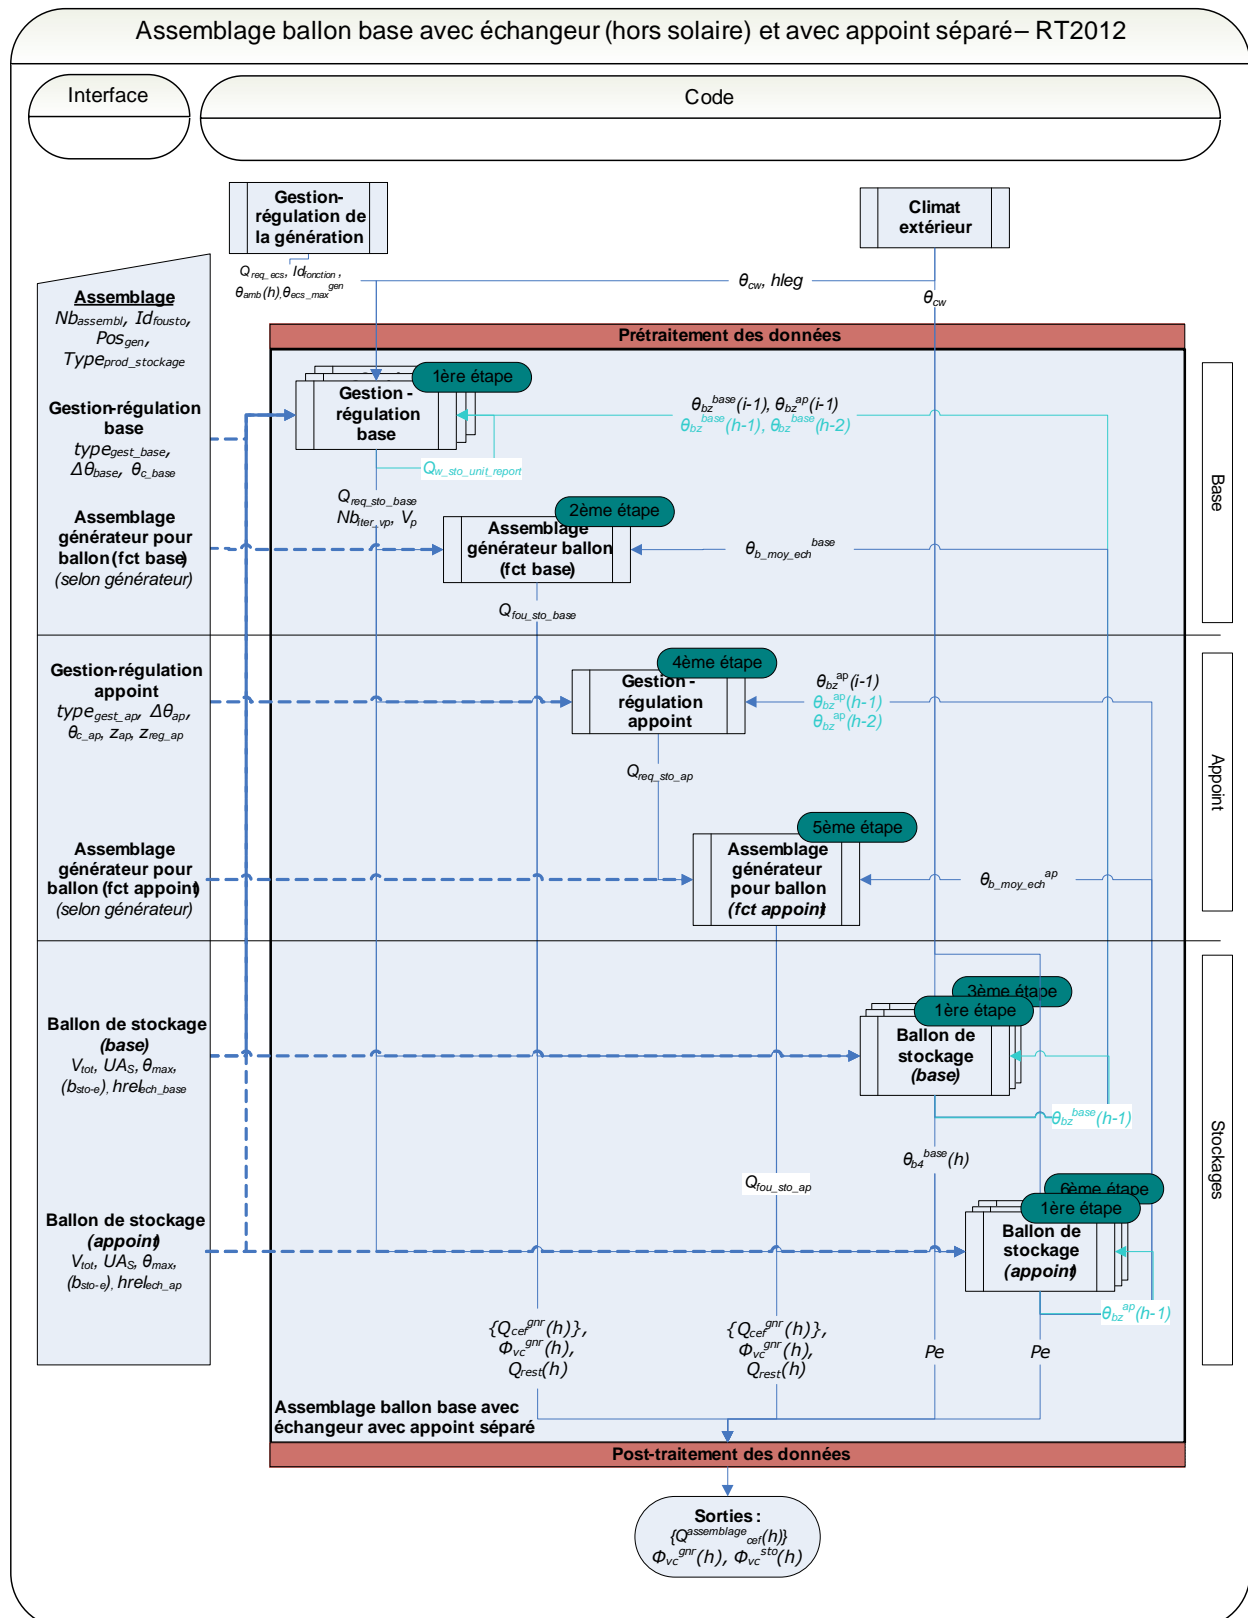 Assemblage ballon base avec échangeur (hors solaire) et avec appoint séparé– RT2012
Interface
Code
Gestion-
régulation de
la génération
Climat
extérieur
Q req_ecs, Id fonction,
θamb(h), θecs_max gen
θcw, hleg
θcw
Assemblage
Nbassembl, Idfousto,
Posgen,
Typeprod_stockage
Prétraitement des données
1ère étape
Gestion -
régulation
base
θbz base(i-1), θbz ap(i-1)
θbz base(h-1), θbz base(h-2)
Qw_sto_unit_report
Gestion-régulation
base
typegest_base,
Δθbase, θc_base
Base
Qreq_sto_base
Nbiter_vp, Vp
2ème étape
Assemblage
générateur ballon
(fct base)
θb_moy_ech base
Assemblage
générateur pour
ballon (fct base)
(selon générateur)
Qfou_sto_base
4ème étape
Gestion -
régulation
appoint
θbz ap(i-1)
θbz ap(h-1)
θbz ap(h-2)
Gestion-régulation
appoint
typegest_ap, Δθap,
θc_ap, zap, zreg_ap
Appoint
Qreq_sto_ap
5ème étape
Assemblage
générateur
pour ballon
(fct appoint)
θb_moy_ech ap
Assemblage
générateur pour
ballon (fct appoint)
(selon générateur)
3ème étape
1ère étape
Ballon de
stockage
(base)
Ballon de stockage
(base)
Vtot, UAS, θmax,
(bsto-e), hrelech_base
θbz base(h-1)
Stockages
θb4 base(h)
Qfou_sto_ap
6ème étape
1ère étape
Ballon de
stockage
(appoint)
Ballon de stockage
(appoint)
Vtot, UAS, θmax,
(bsto-e), hrelech_ap
θbz ap(h-1)
{Qcef gnr(h)},
Φvc gnr(h),
Qrest(h)
{Qcef gnr(h)},
Φvc gnr(h),
Qrest(h)
Pe
Pe
Assemblage ballon base avec
échangeur avec appoint séparé
Post-traitement des données
Sorties :
{Q assemblage cef(h)}
Φvc gnr(h), Φvc sto(h)